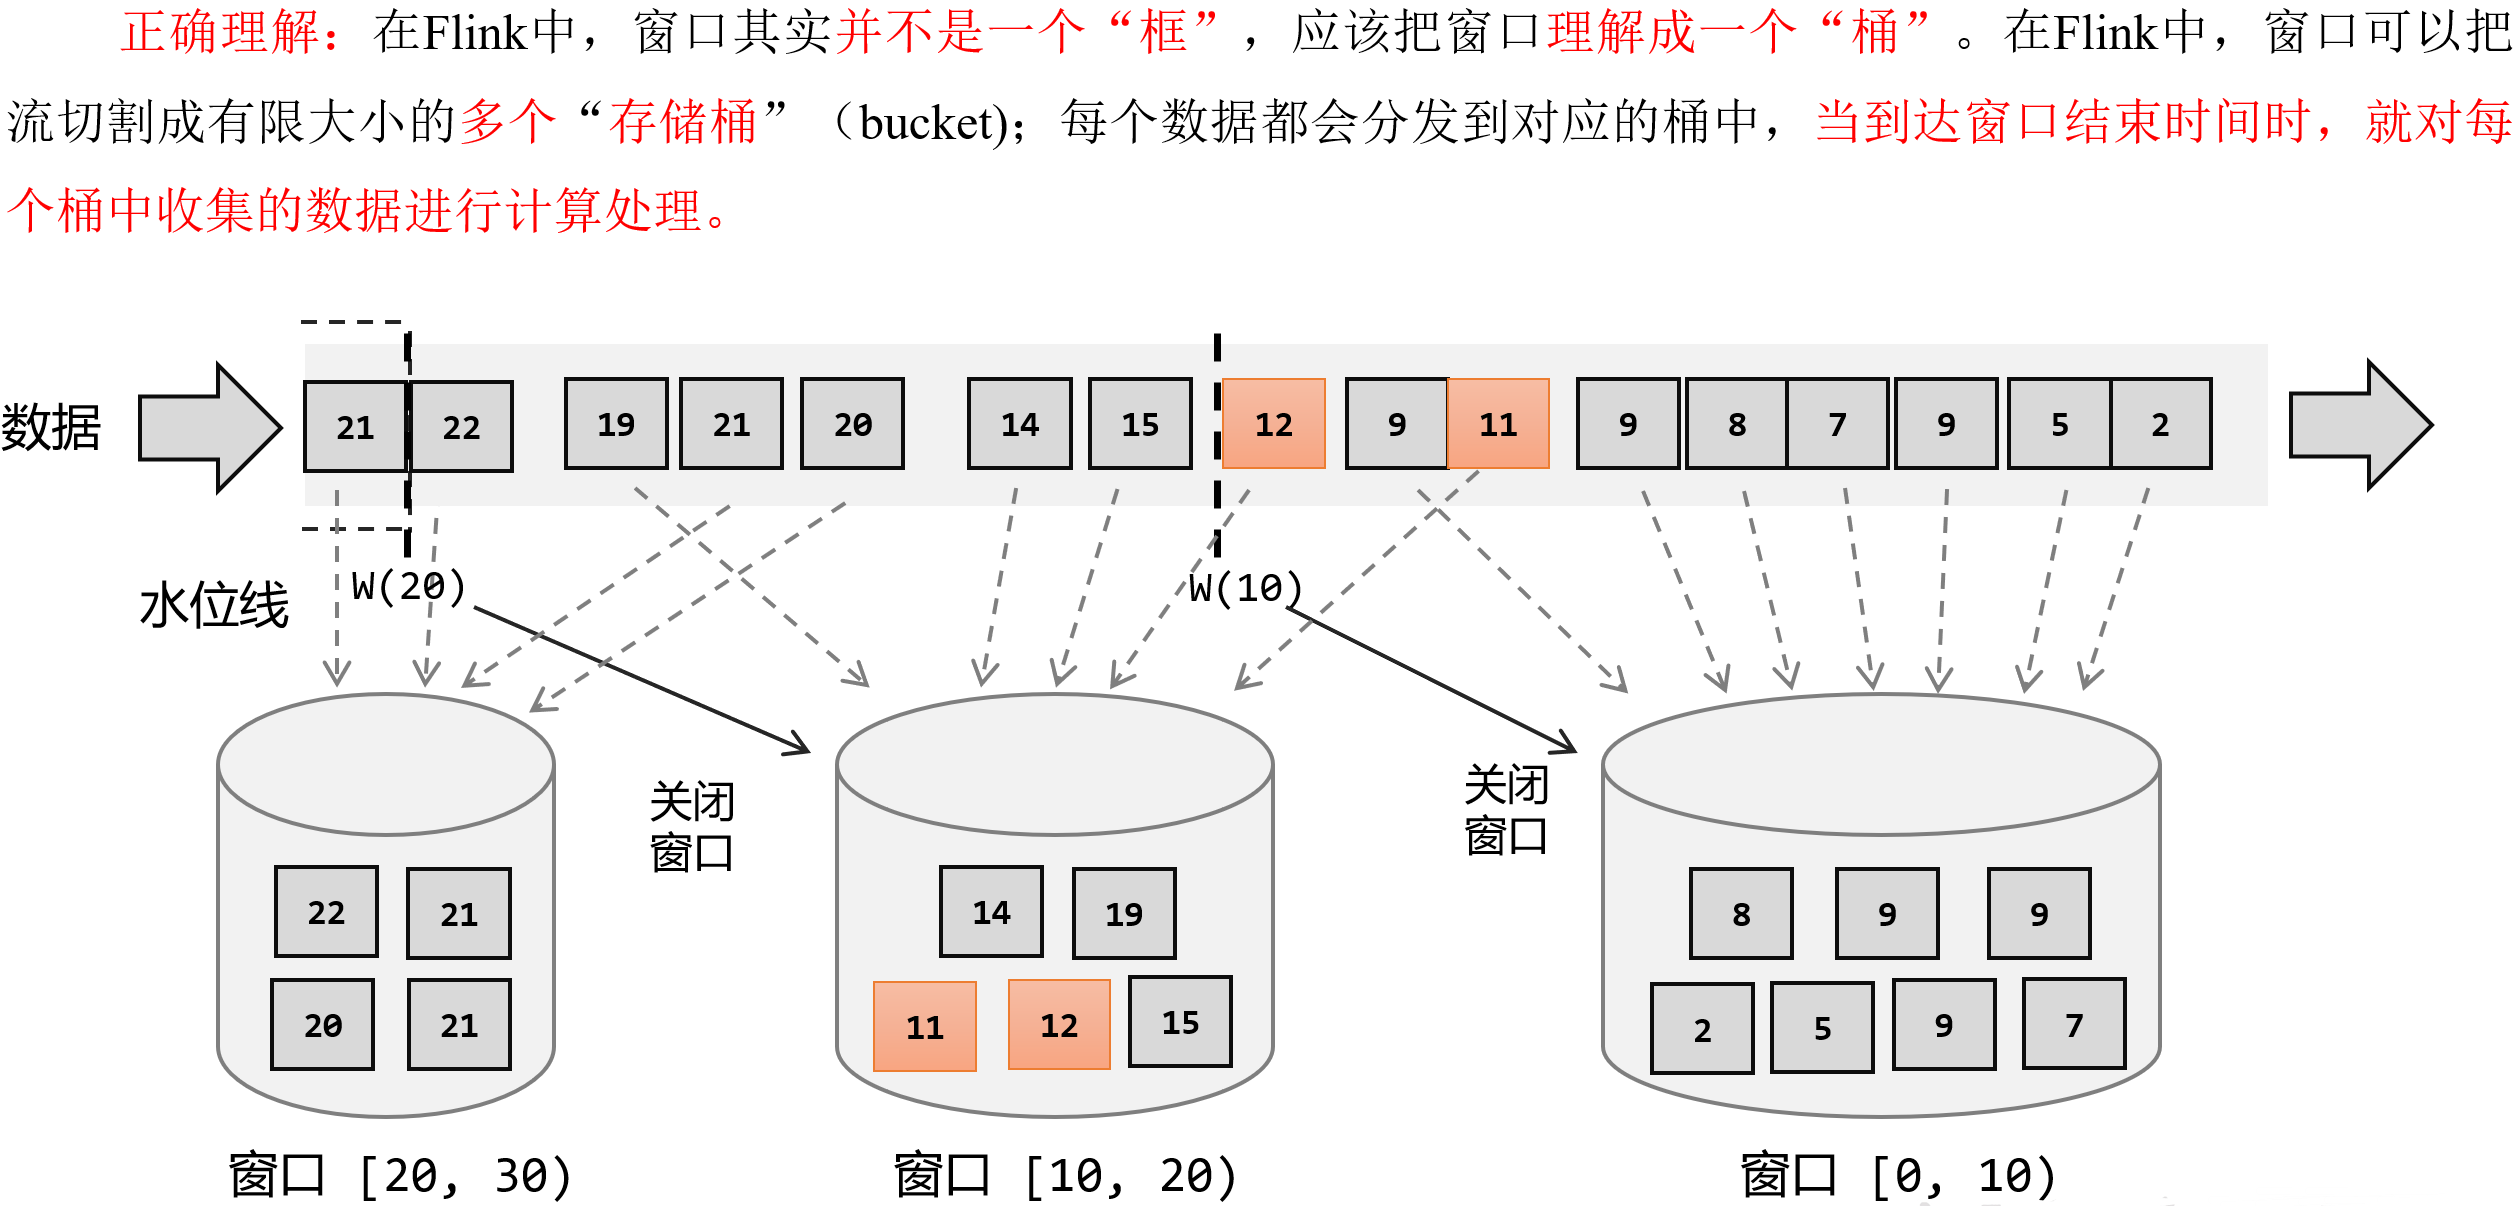 正确理解：在Flink中，窗口其实并不是一个“框”，应该把窗口理解成一个“桶”。在Flink中，窗口可以把
流切割成有限大小的多个“存储桶”（bucket)；每个数据都会分发到对应的桶中，当到达窗口结束时间时，就对每
个桶中收集的数据进行计算处理。
数据 21 22 19 21 20 14 15 12 9 11 9 8 7 9 5 2
水位线 W(20) W(10)
关闭
窗口
关闭
窗口
22 21
20 21
14 19
11 12 15
8 9 9
2 5 9 7
窗口 [20, 30) 窗口 [10, 20) 窗口 [0, 10)